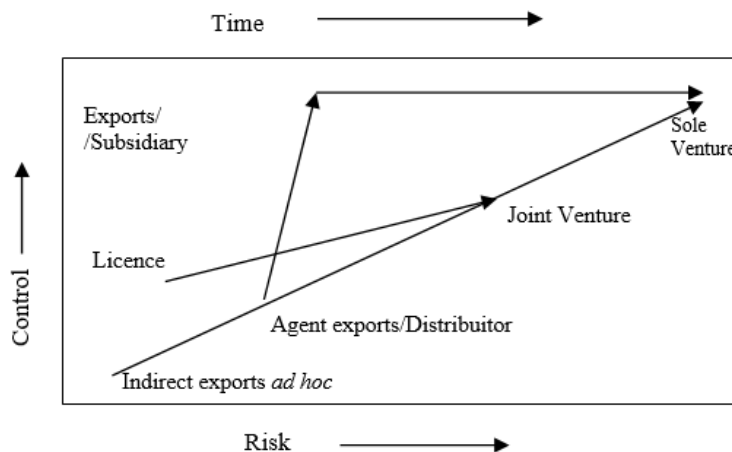 Time
Exports/
/Subsidiary
Sole
Venture
Joint Venture
Licence
Control
Agent exports/Distribuitor
Indirect exports ad hoc
Risk